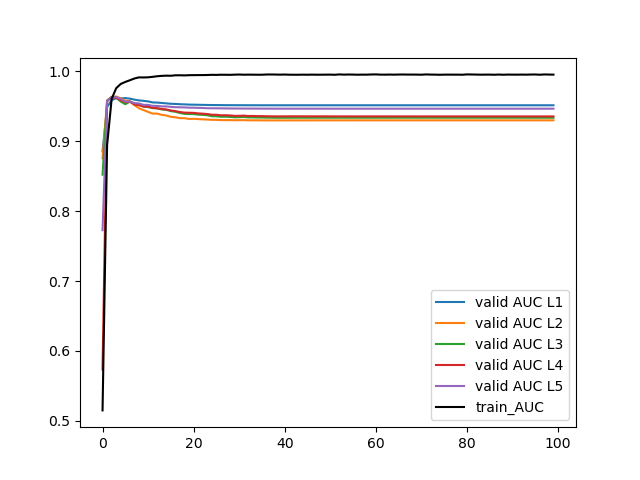 1.0
0.9
0.8
0.7
0.6
0.5
0 20 40 60 80 100
valid AUC L1
valid AUC L2
valid AUC L3
valid AUC L4
valid AUC L5
train_AUC